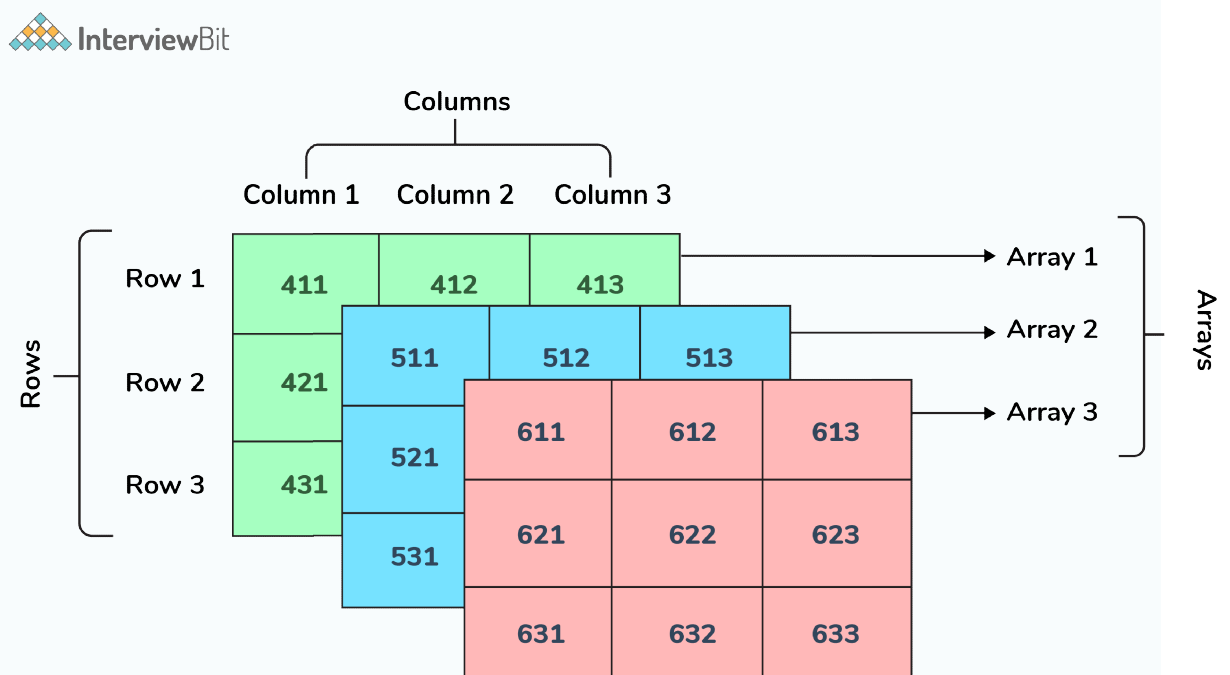 InterviewBit
Columns
Column 1 Column 2 Column 3
Rows
Row 1
Row 2
Row 3
411 412 413
421
431
511 512 513
521
531
611 612 613
621 622 623
631 632 633
Array 1
Array 2
Array 3
Arrays